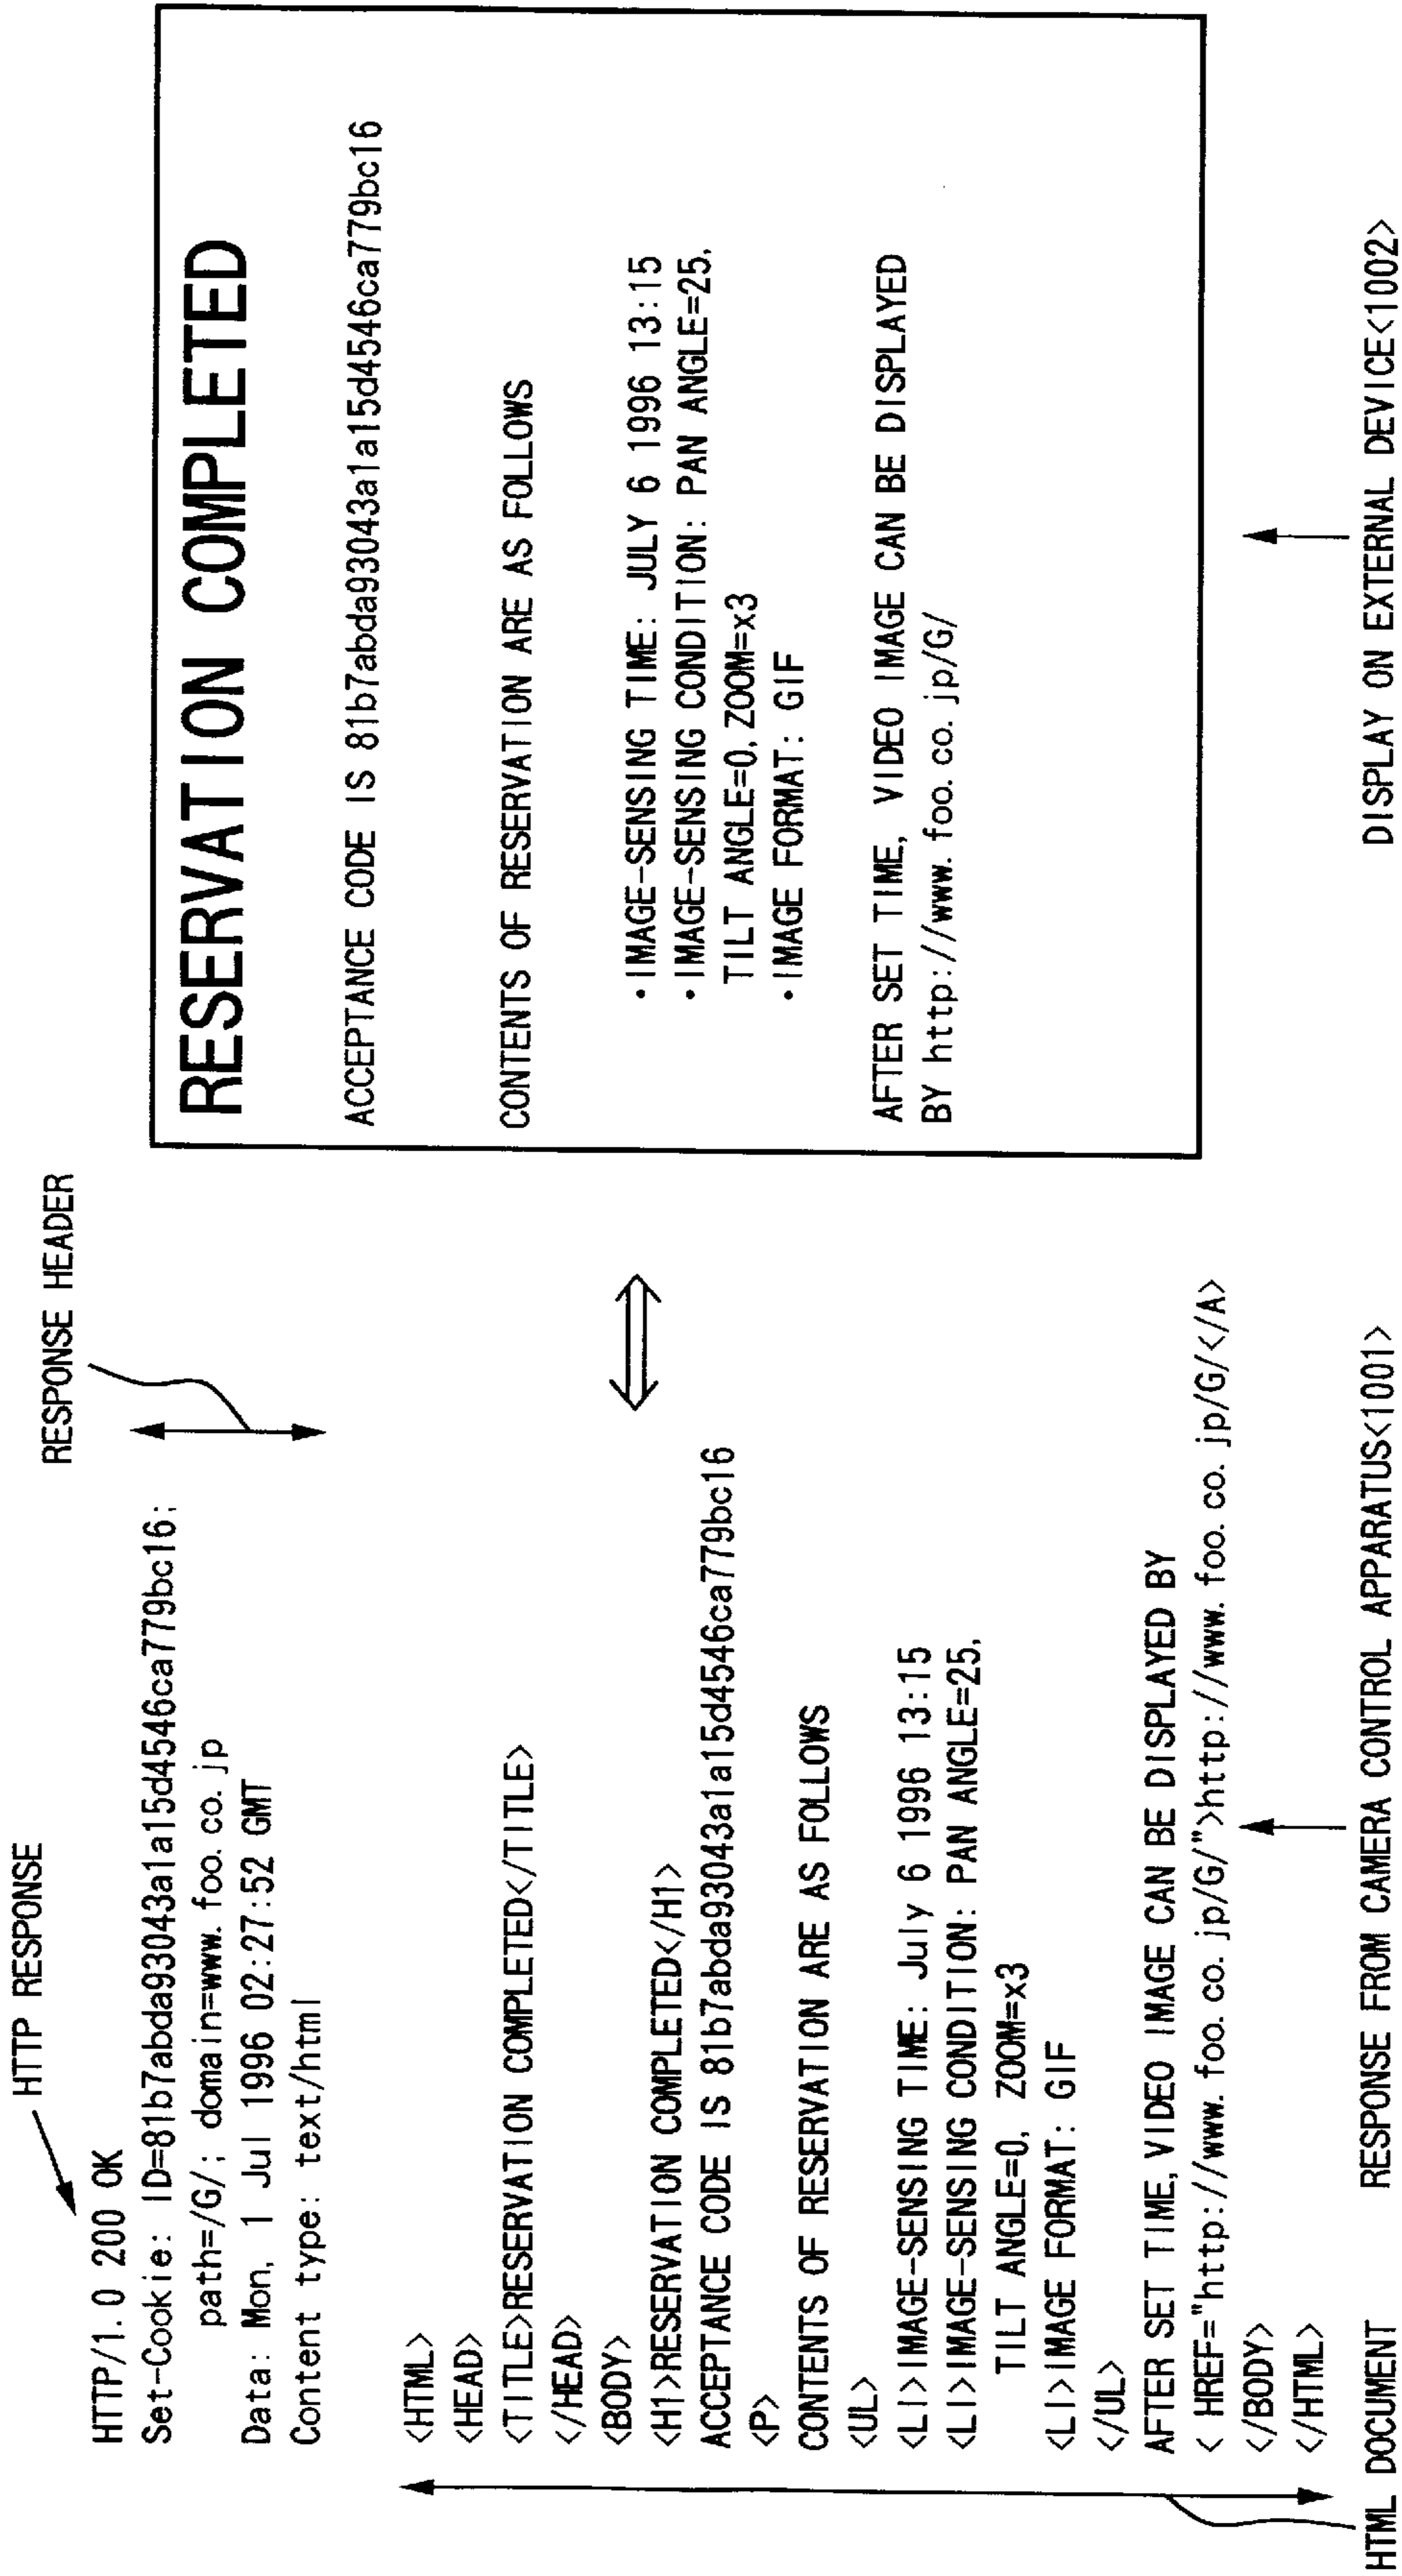 HTTP RESPONSE
HTTP/1.0 200 OK
Set-Cookie: ID=81b7abda93043a1a15d4546ca779bc16;
path=/G/; domain=www.foo.co.jp
Data: Mon, 1 Jul 1996 02:27:52 GMT
Content type: text/html
RESPONSE HEADER
<HTML>
<HEAD>
<TITLE>RESERVATION COMPLETED</TITLE>
</HEAD>
<BODY>
<H1>RESERVATION COMPLETED</H1>
ACCEPTANCE CODE IS 81b7abda93043a1a15d4546ca779bc16
<P>
CONTENTS OF RESERVATION ARE AS FOLLOWS
<UL>
<LI>IMAGE-SENSING TIME: July 6 1996 13:15
<LI>IMAGE-SENSING CONDITION: PAN ANGLE=25,
TILT ANGLE=0, ZOOM=x3
<LI>IMAGE FORMAT: GIF
</UL>
AFTER SET TIME, VIDEO IMAGE CAN BE DISPLAYED BY
< HREF="http://www.foo.co.jp/G/">http://www.foo.co.jp/G/</A>
</BODY>
</HTML>
HTML DOCUMENT
RESPONSE FROM CAMERA CONTROL APPARATUS<1001>
RESERVATION COMPLETED
ACCEPTANCE CODE IS 81b7abda93043a1a15d4546ca779bc16
CONTENTS OF RESERVATION ARE AS FOLLOWS
•IMAGE-SENSING TIME: JULY 6 1996 13:15
•IMAGE-SENSING CONDITION: PAN ANGLE=25,
TILT ANGLE=0, ZOOM=x3
•IMAGE FORMAT: GIF
AFTER SET TIME, VIDEO IMAGE CAN BE DISPLAYED
BY http://www.foo.co.jp/G/
DISPLAY ON EXTERNAL DEVICE<1002>